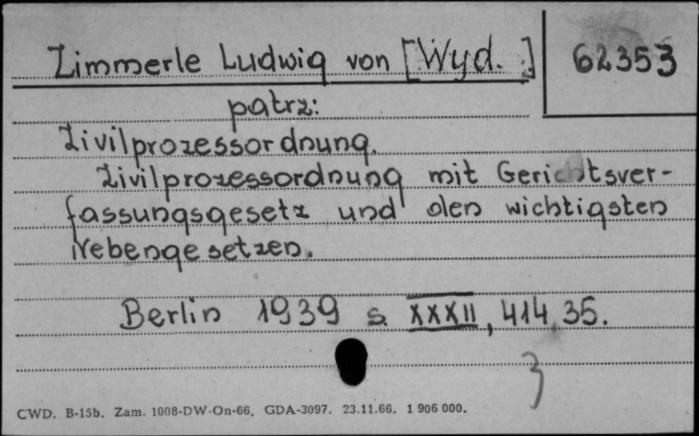 Zimmerle Ludwig von [Wyd.] 62353
patrz:
Zivilprozessordnung.
Zivilprozessordnung mit Gerichtsver-
fassungsgesetz und den wichtigsten
Nebengesetzen.
Berlin 1939 s. XXXII, 414, 35.
3
CWD. B-15b. Zam. 1008-DW-On-66. GDA-3097. 23.11.66. 1 906 000.